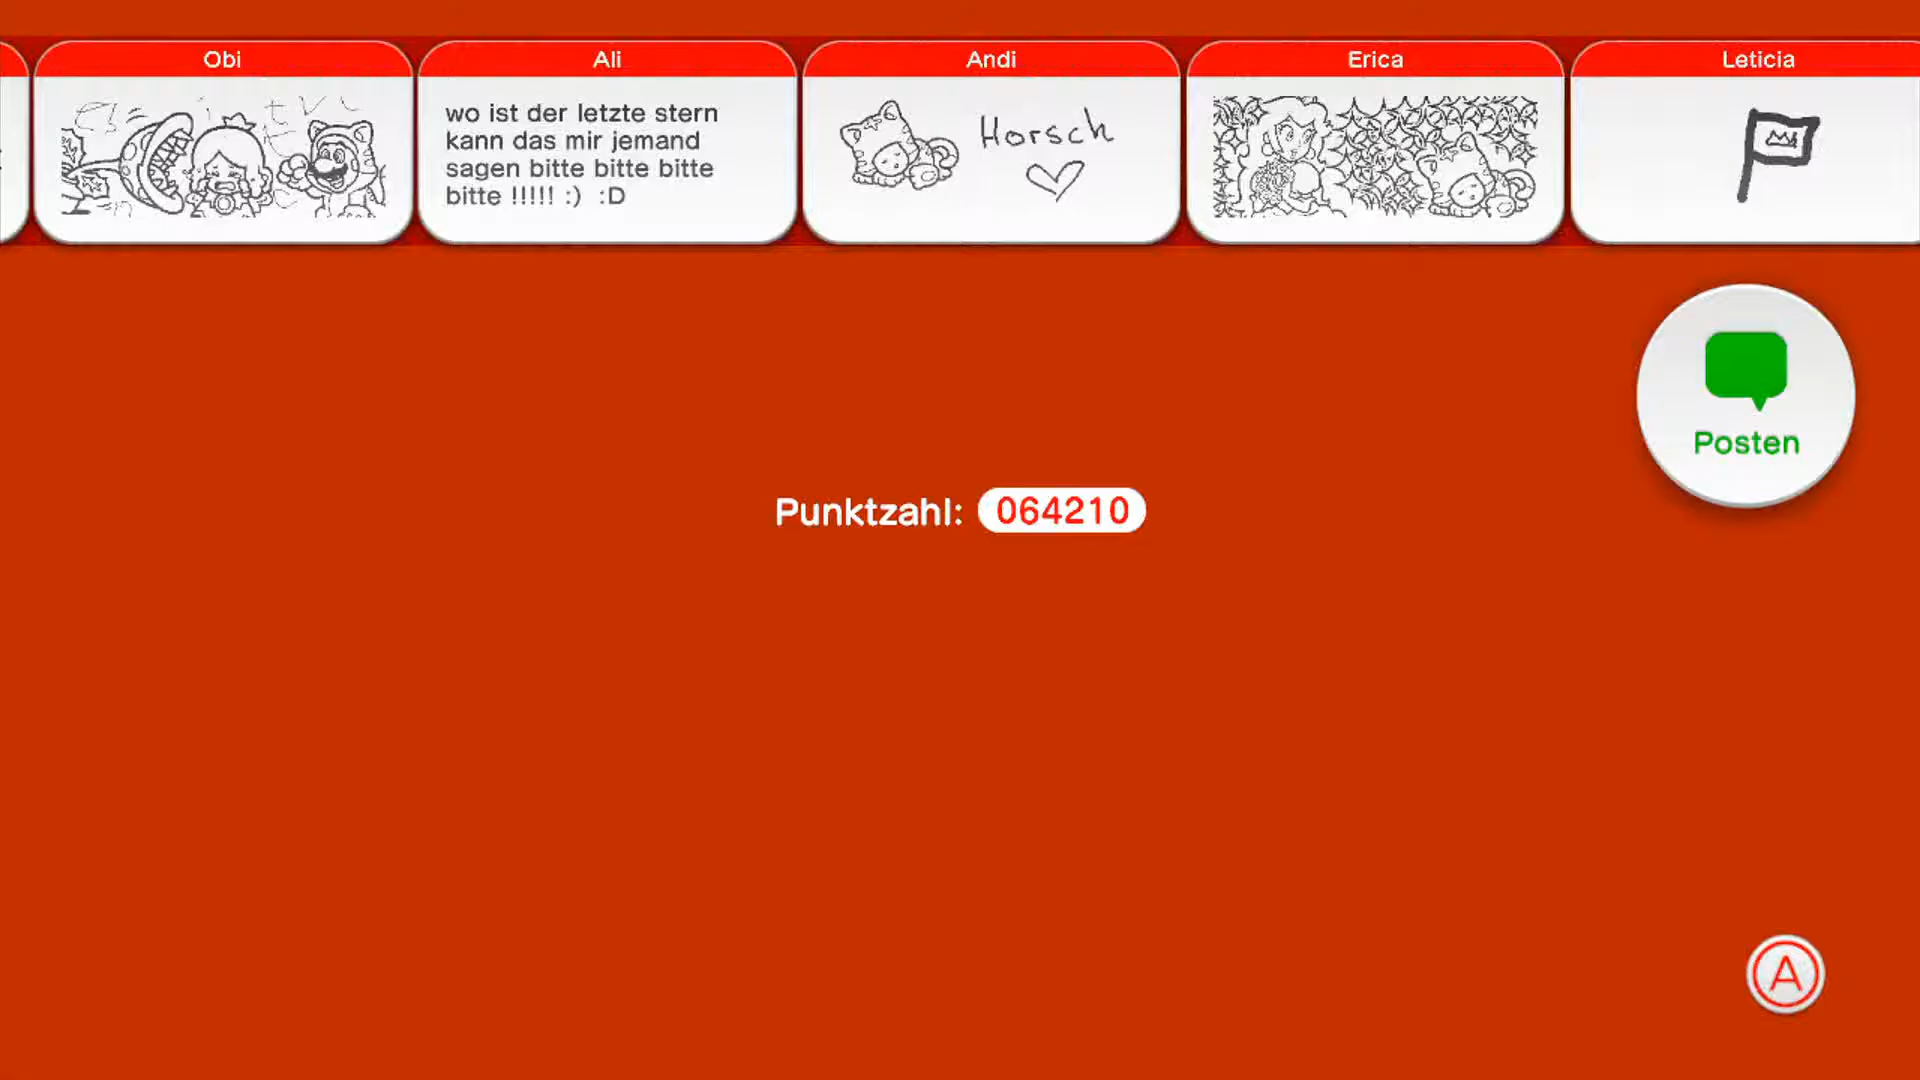 Obi
Ali
Andi
Erica
Leticia
wo ist der letzte stern
kann das mir jemand
sagen bitte bitte bitte
bitte !!!!! :)  :D
Horsch
Posten
Punktzahl: 064210
A